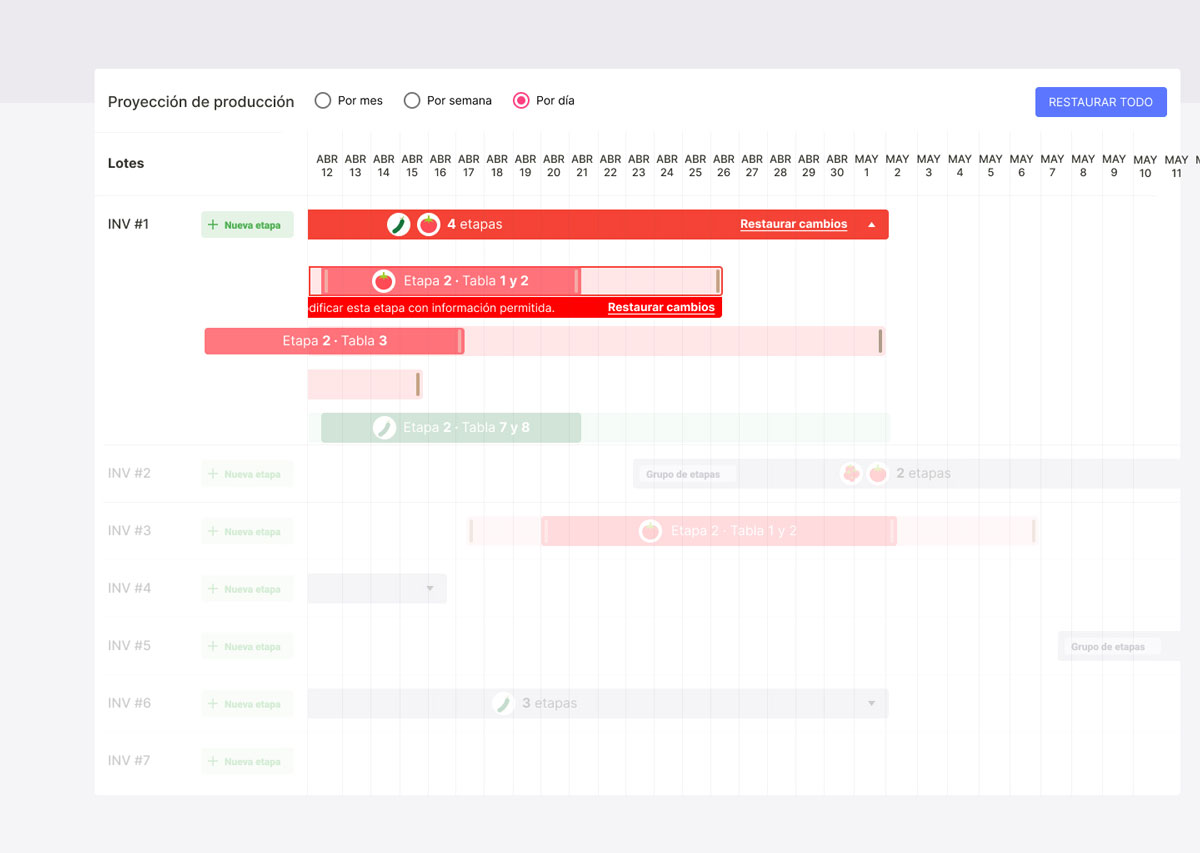 Proyección de producción
Por mes
Por semana
Por día
RESTAURAR TODO
Lotes
ABR 12
ABR 13
ABR 14
ABR 15
ABR 16
ABR 17
ABR 18
ABR 19
ABR 20
ABR 21
ABR 22
ABR 23
ABR 24
ABR 25
ABR 26
ABR 27
ABR 28
ABR 29
ABR 30
MAY 1
MAY 2
MAY 3
MAY 4
MAY 5
MAY 6
MAY 7
MAY 8
MAY 9
MAY 10
MAY 11
INV #1
+ Nueva etapa
4 etapas
Restaurar cambios
Etapa 2 · Tabla 1 y 2
dificar esta etapa con información permitida.
Restaurar cambios
Etapa 2 · Tabla 3
Etapa 2 · Tabla 7 y 8
INV #2
+ Nueva etapa
Grupo de etapas
2 etapas
INV #3
+ Nueva etapa
Etapa 2 · Tabla 1 y 2
INV #4
+ Nueva etapa
INV #5
+ Nueva etapa
Grupo de etapas
INV #6
+ Nueva etapa
3 etapas
INV #7
+ Nueva etapa